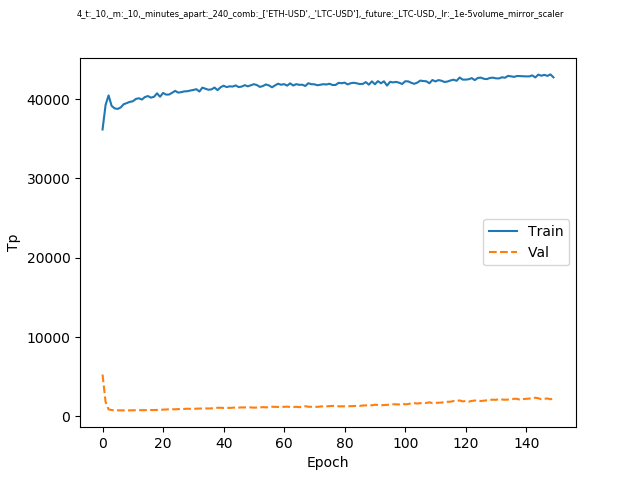 4_t:_10,_m:_10,_minutes_apart:_240_comb:_['ETH-USD',_'LTC-USD'],_future:_LTC-USD,_lr:_1e-5volume_mirror_scaler
40000
30000
20000
10000
0
Tp
Train
Val
0 20 40 60 80 100 120 140
Epoch